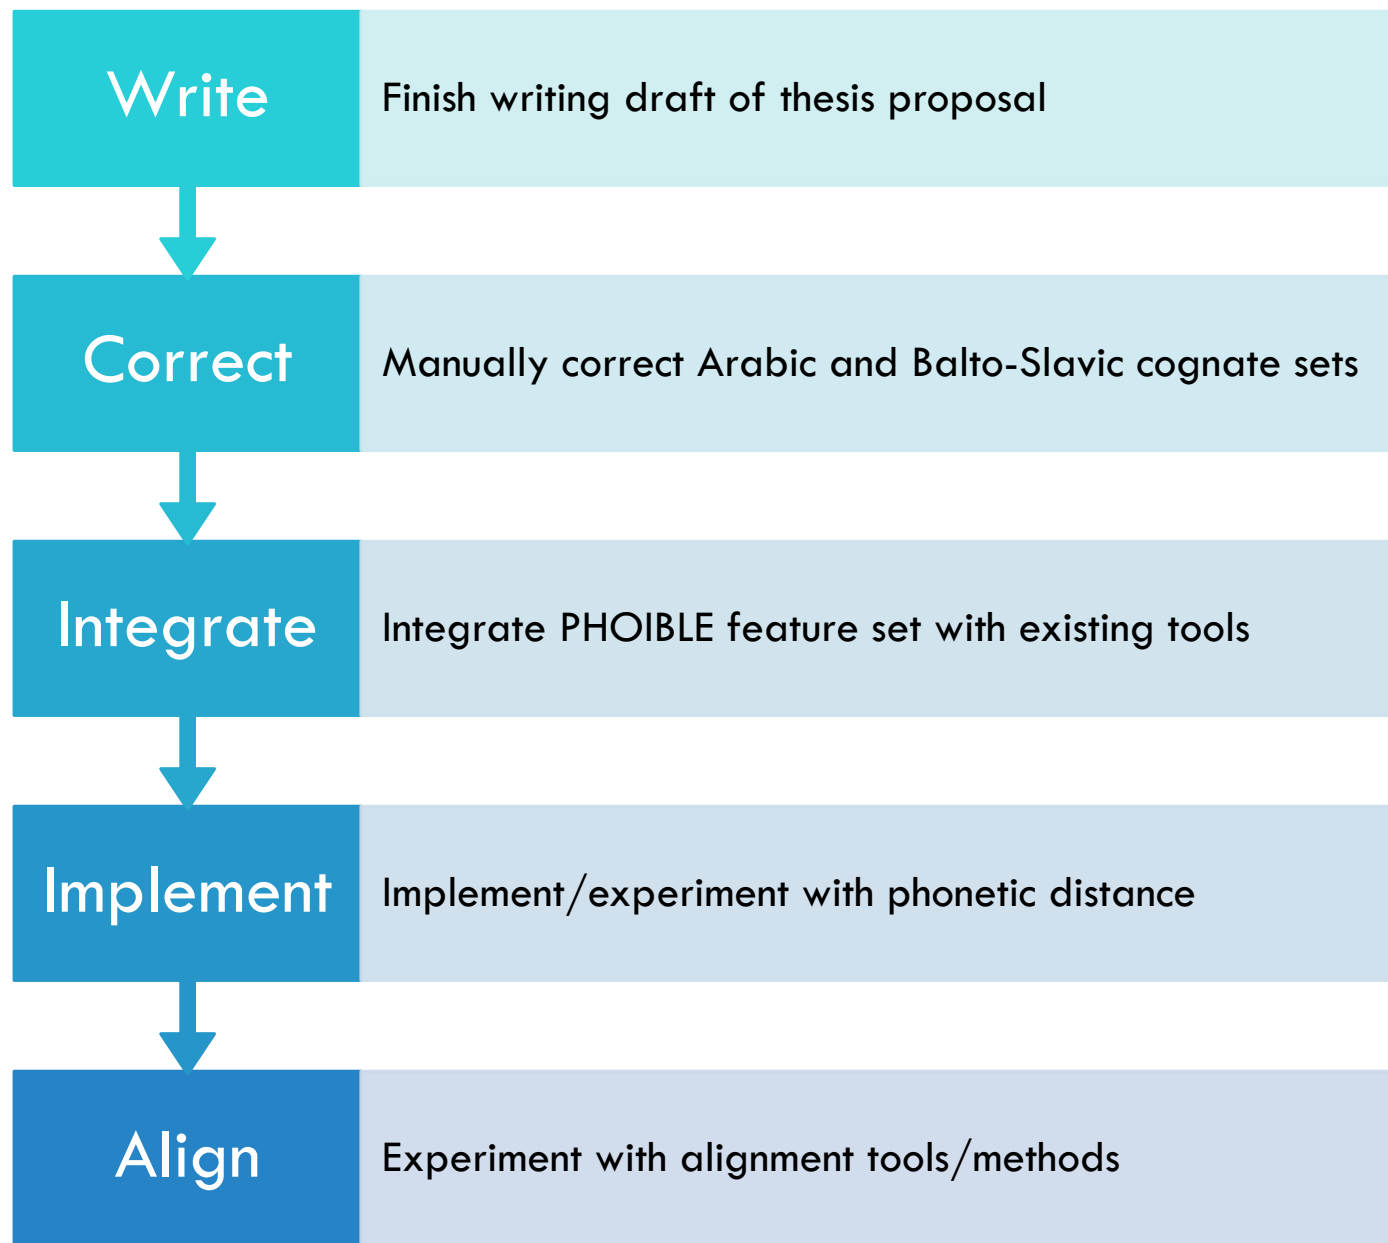 Write
Finish writing draft of thesis proposal
Correct
Manually correct Arabic and Balto-Slavic cognate sets
Integrate
Integrate PHOIBLE feature set with existing tools
Implement
Implement/experiment with phonetic distance
Align
Experiment with alignment tools/methods